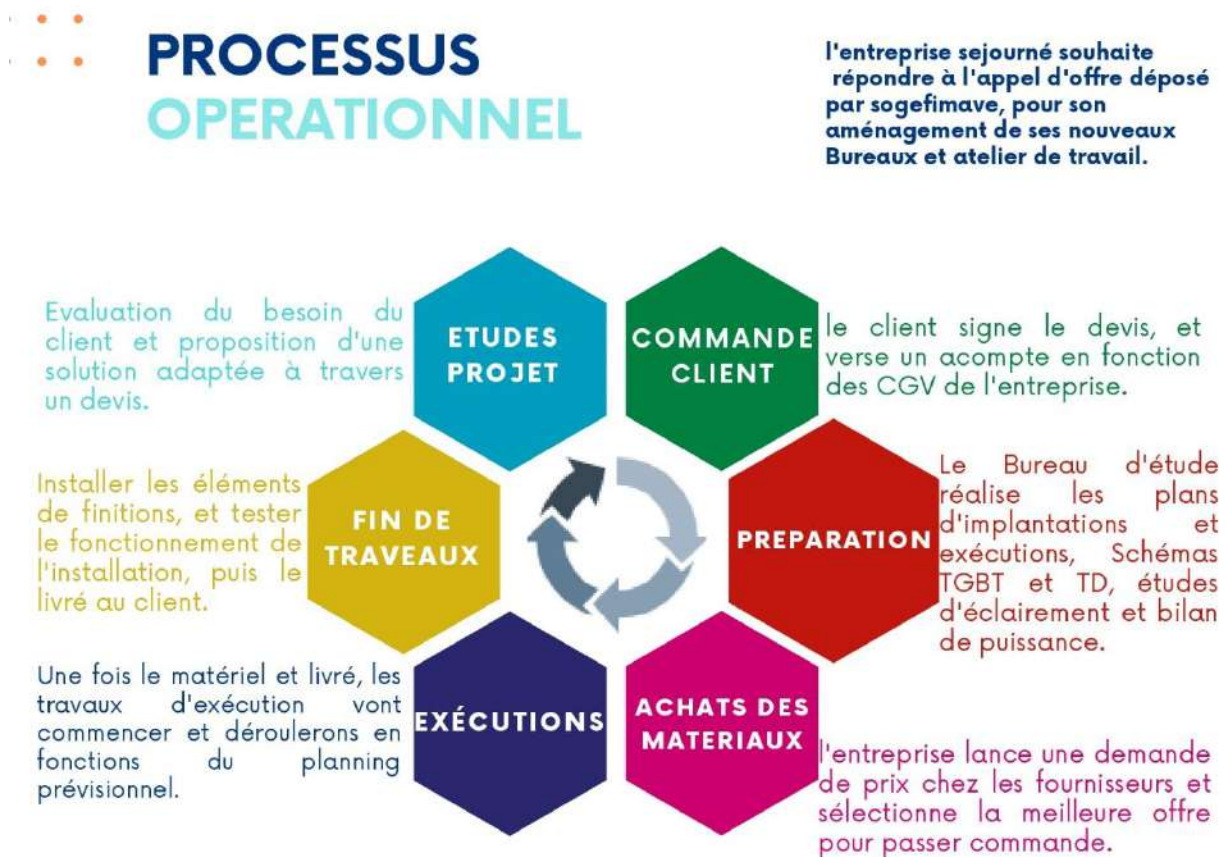 PROCESSUS
OPERATIONNEL
l'entreprise sejourné souhaite
répondre à l'appel d'offre déposé
par sogefimave, pour son
aménagement de ses nouveaux
Bureaux et atelier de travail.
Evaluation du besoin du
client et proposition d'une
solution adaptée à travers
un devis.
ETUDES
PROJET
COMMANDE
CLIENT
le client signe le devis, et
verse un acompte en fonction
des CGV de l'entreprise.
Installer les éléments
de finitions, et tester
le fonctionnement de
l'installation, puis le
livré au client.
FIN DE
TRAVEAUX
PREPARATION
Le Bureau d'étude
réalise les plans
d'implantations et
exécutions, Schémas
TGBT et TD, études
d'éclairement et bilan
de puissance.
Une fois le matériel et livré, les
travaux d'exécution vont
commencer et déroulerons en
fonctions du planning
prévisionnel.
EXÉCUTIONS
ACHATS DES
MATERIAUX
l'entreprise lance une demande
de prix chez les fournisseurs et
sélectionne la meilleure offre
pour passer commande.